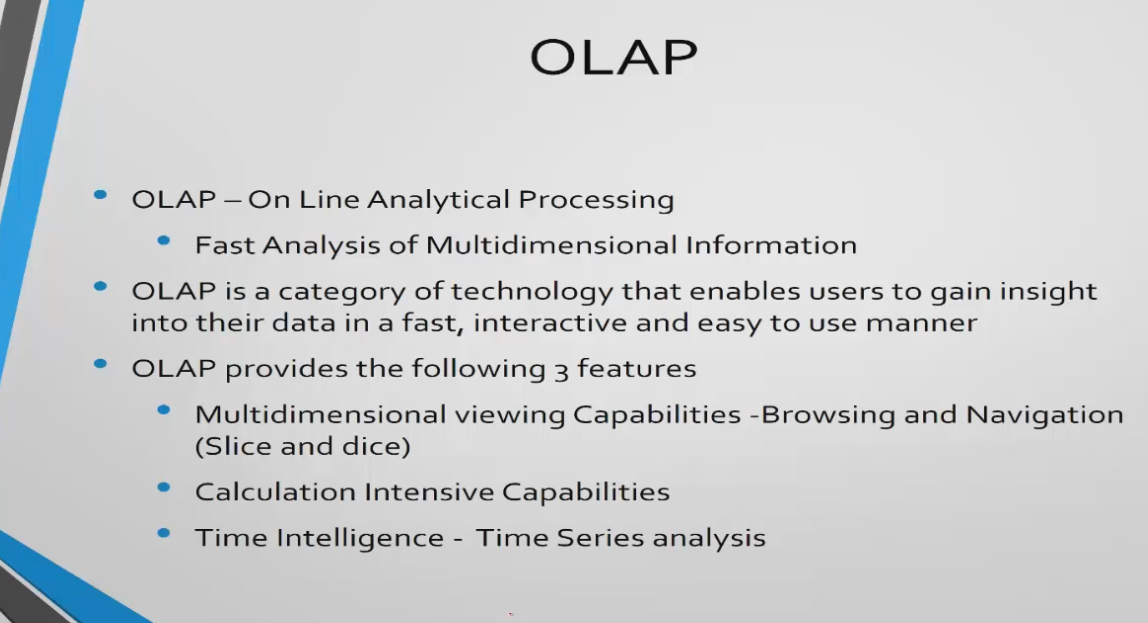 OLAP
OLAP – On Line Analytical Processing
Fast Analysis of Multidimensional Information
OLAP is a category of technology that enables users to gain insight
into their data in a fast, interactive and easy to use manner
OLAP provides the following 3 features
Multidimensional viewing Capabilities -Browsing and Navigation
(Slice and dice)
Calculation Intensive Capabilities
Time Intelligence - Time Series analysis